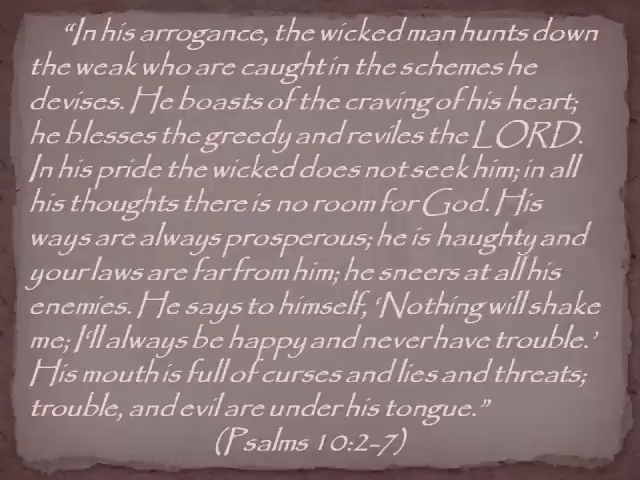 “In his arrogance, the wicked man hunts down
the weak who are caught in the schemes he
devises. He boasts of the craving of his heart;
he blesses the greedy and reviles the LORD.
In his pride the wicked does not seek him; in all
his thoughts there is no room for God. His
ways are always prosperous; he is haughty and
your laws are far from him; he sneers at all his
enemies. He says to himself, ‘Nothing will shake
me; I‘ll always be happy and never have trouble.’
His mouth is full of curses and lies and threats;
trouble, and evil are under his tongue.”
(Psalms 10:2-7)